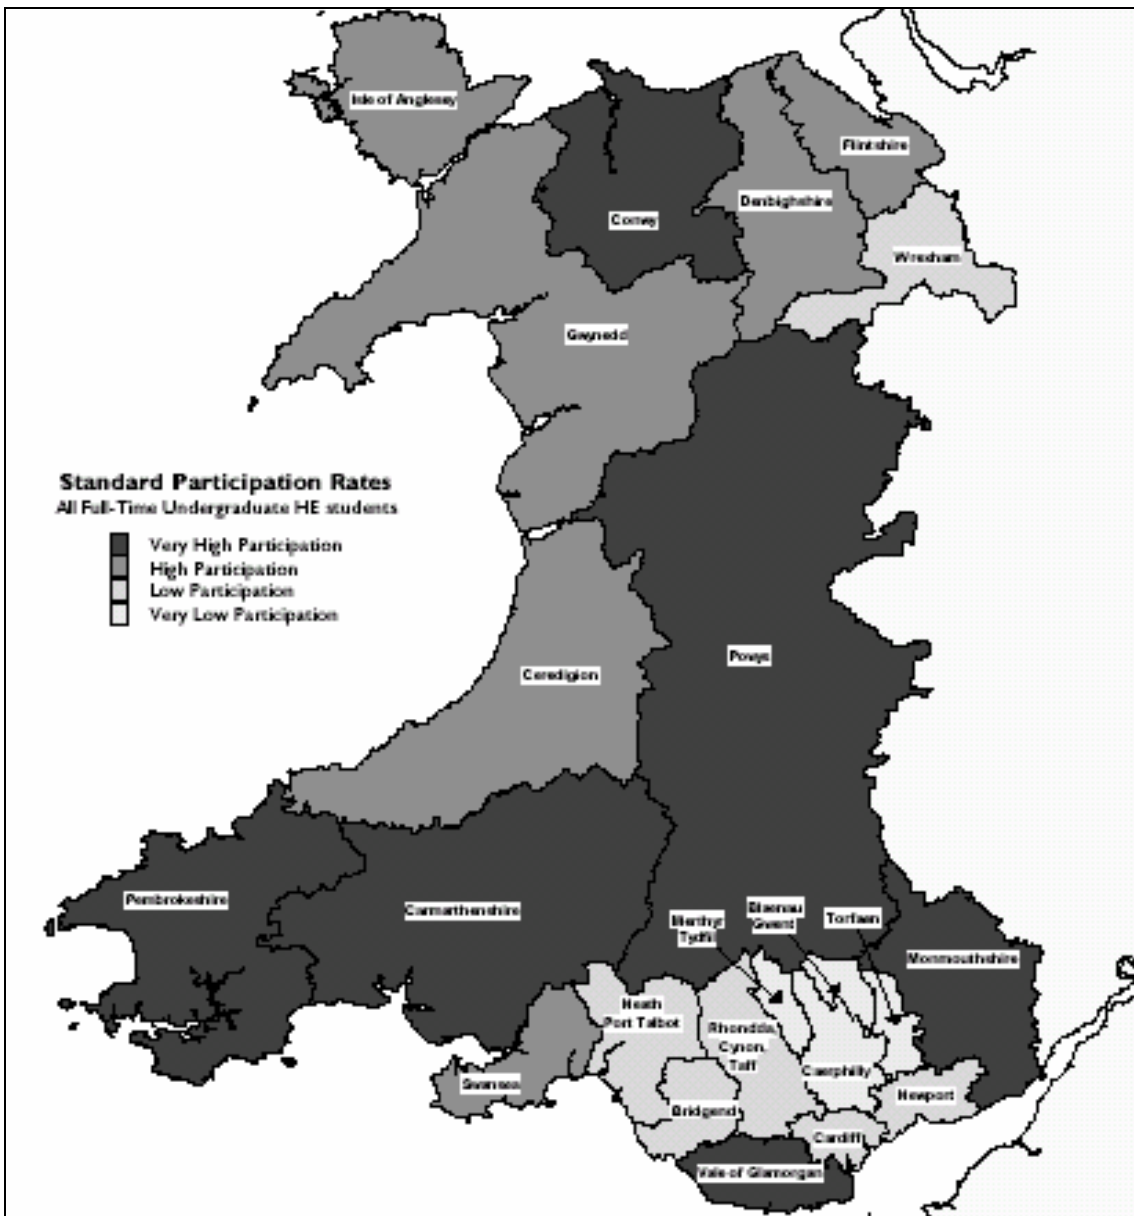 Isle of Anglesey
Flintshire
Denbighshire
Conwy
Wrexham
Gwynedd
Standard Participation Rates
All Full-Time Undergraduate HE students
Very High Participation
High Participation
Low Participation
Very Low Participation
Powys
Ceredigion
Pembrokeshire
Carmarthenshire
Merthyr
Tydfil
Blaenau
Gwent
Torfaen
Monmouthshire
Neath
Port Talbot
Rhondda,
Cynon,
Taff
Caerphilly
Swansea
Bridgend
Newport
Cardiff
Vale of Glamorgan